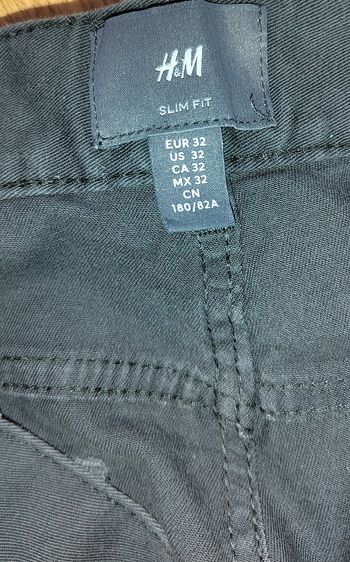 H&M
SLIM FIT
EUR 32
US 32
CA 32
MX 32
CN
180/82A